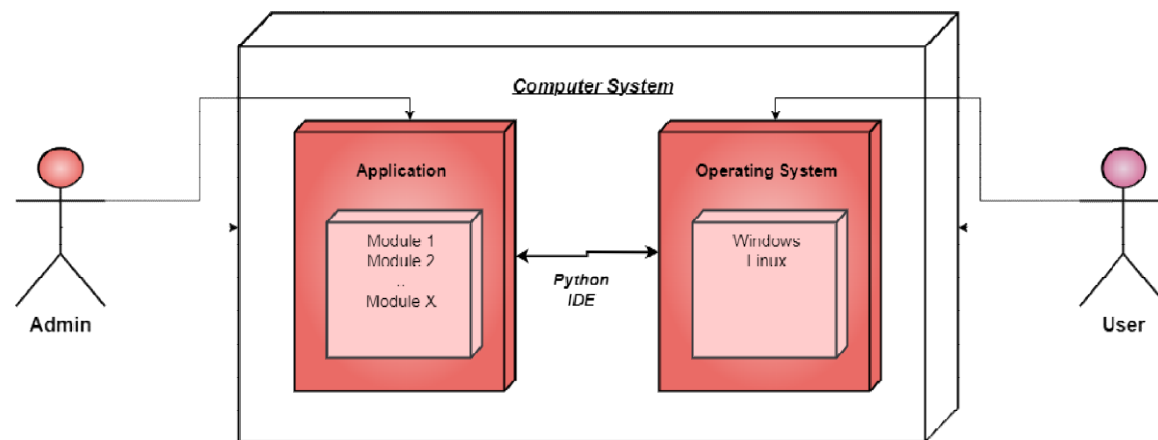 Computer System
Application
Module 1
Module 2
..
Module X
Operating System
Windows
Linux
Python
IDE
Admin
User